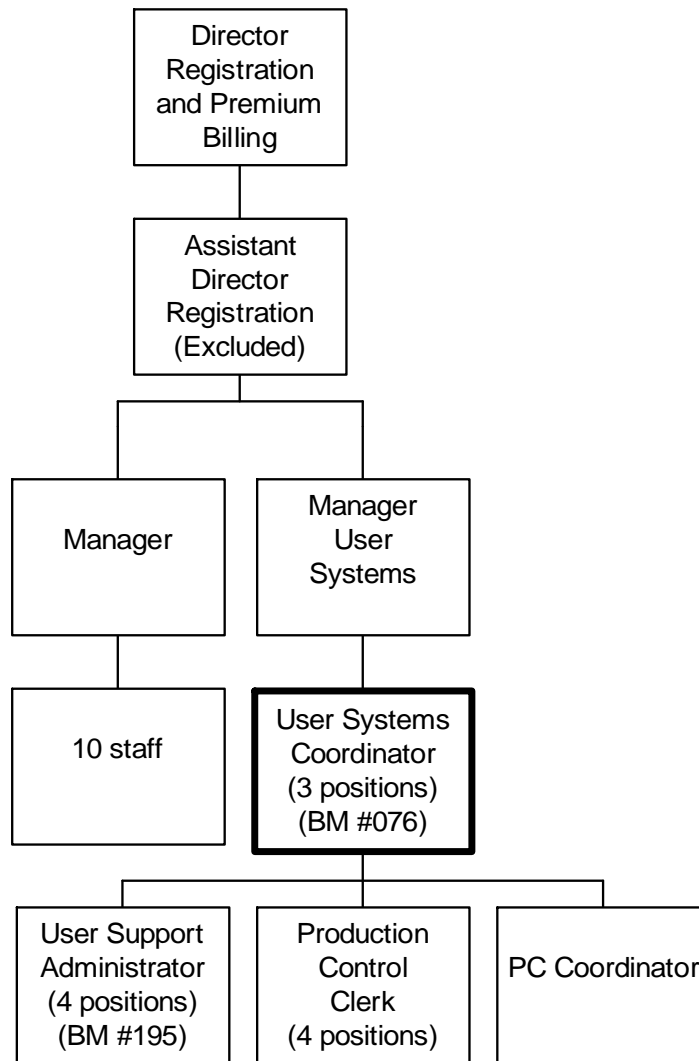 Director
Registration
and Premium
Billing
Assistant
Director
Registration
(Excluded)
Manager
Manager
User
Systems
10 staff
User Systems
Coordinator
(3 positions)
(BM #076)
User Support
Administrator
(4 positions)
(BM #195)
Production
Control
Clerk
(4 positions)
PC Coordinator